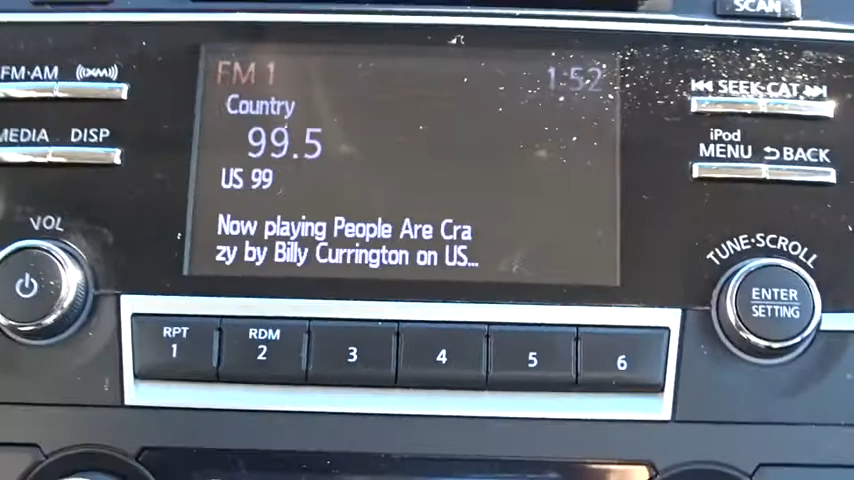 SCAN
FM·AM ((XM))
FM 1 1:52
SEEK·CAT
Country
MEDIA DISP
99.5
iPod
MENU BACK
US 99
VOL
Now playing People Are Cra
zy by Billy Currington on US...
TUNE·SCROLL
ENTER
SETTING
RPT RDM
1 2 3 4 5 6